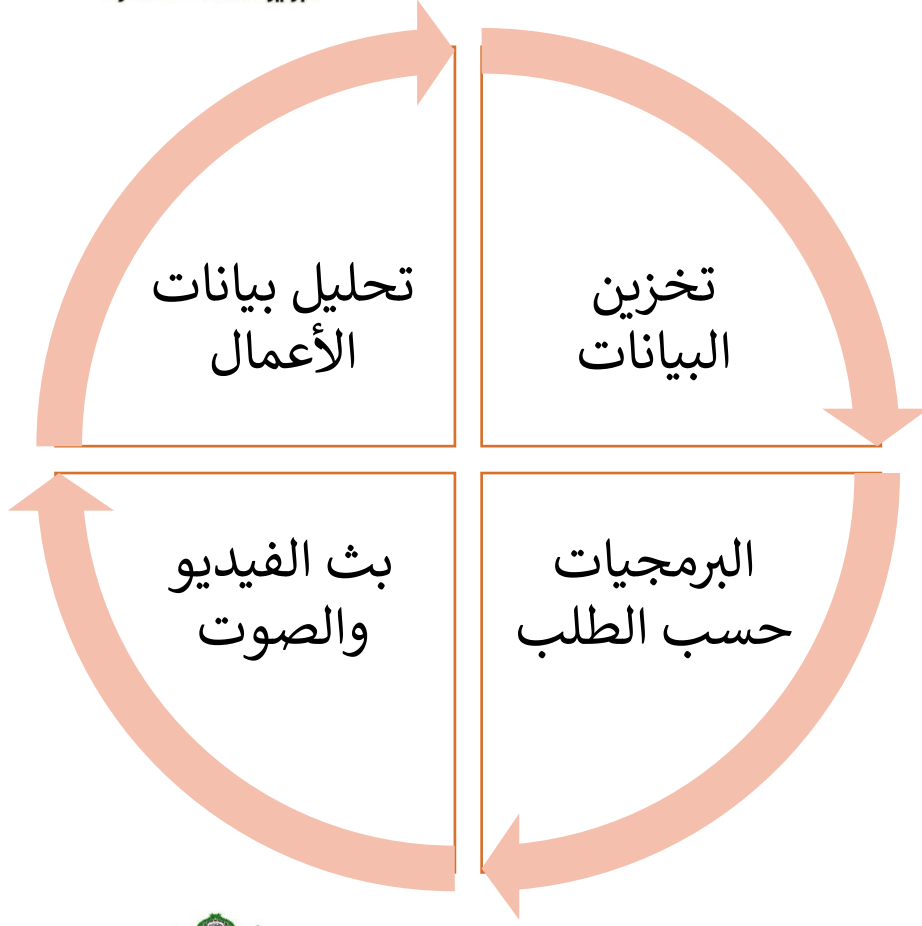 تخزين
البيانات
تحليل بيانات
الأعمال
البرمجيات
حسب الطلب
بث الفيديو
والصوت